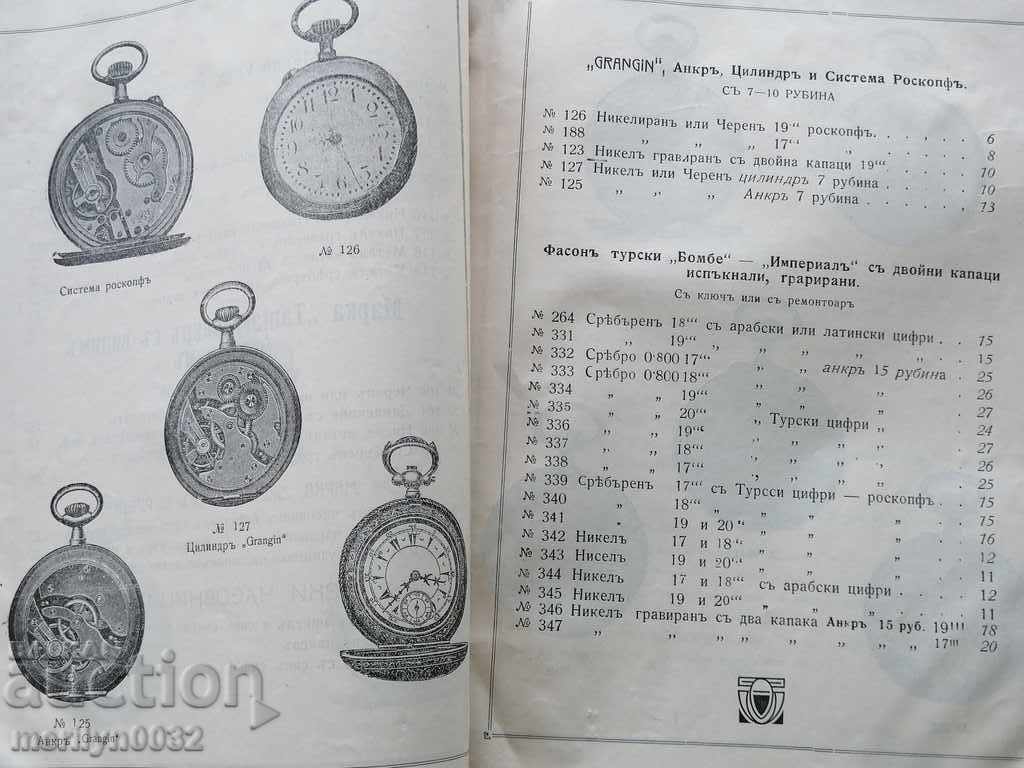 № 126
Система роскопфъ
№ 127
Цилиндръ „Grangin“
№ 125
Анкръ „Grangin“
auction
merlyn0032
„GRANGIN“, Анкръ, Цилиндръ и Система Роскопфъ.
СЪ 7—10 РУБИНА
№ 126 Никелиранъ или Черенъ 19''' роскопфъ. . . . . . 6
№ 188 „ „ „ 17''' „ . . . . . . 8
№ 123 Никелъ гравиранъ съ двойна капаци 19''' . . . . . 10
№ 127 Никелъ или Черенъ цилиндръ 7 рубина . . . . . 10
№ 125 „ „ „ Анкръ 7 рубина . . . . . 13
Фасонъ турски „Бомбе“ — „Империалъ“ съ двойни капаци
испъкнали, грарирани.
Съ ключъ или съ ремонтоаръ
№ 264 Срѣбъренъ 18''' съ арабски или латински цифри . . 15
№ 331 „ 19''' „ „ „ „ „ . 15
№ 332 Срѣбро 0·800 17''' „ „ анкръ 15 рубина . 25
№ 333 Срѣбро 0·800 18''' „ „ „ . 26
№ 334 „ „ 19''' „ „ „ . 27
№ 335 „ „ 20''' „ Турски цифри „ . 24
№ 336 „ „ 19''' „ „ „ „ . 27
№ 337 „ „ 18''' „ „ „ „ . 26
№ 338 „ „ 17''' „ „ „ „ . 25
№ 339 Срѣбъренъ 17''' съ Турсси цифри — роскопфъ . . 15
№ 340 „ 18''' „ „ „ „ . . 15
№ 341 „ 19 и 20''' „ „ „ „ . . 16
№ 342 Никелъ 17 и 18''' „ „ „ „ . . 12
№ 343 Ниселъ 19 и 20''' „ „ „ „ . . 11
№ 344 Никелъ 17 и 18''' съ арабски цифри . . . . 12
№ 345 Никелъ 19 и 20''' „ „ „ „ . . 11
№ 346 Никелъ гравиранъ съ два капака Анкръ 15 руб. 19''' 18
№ 347 „ „ „ „ „ „ „ „ 17''' 20